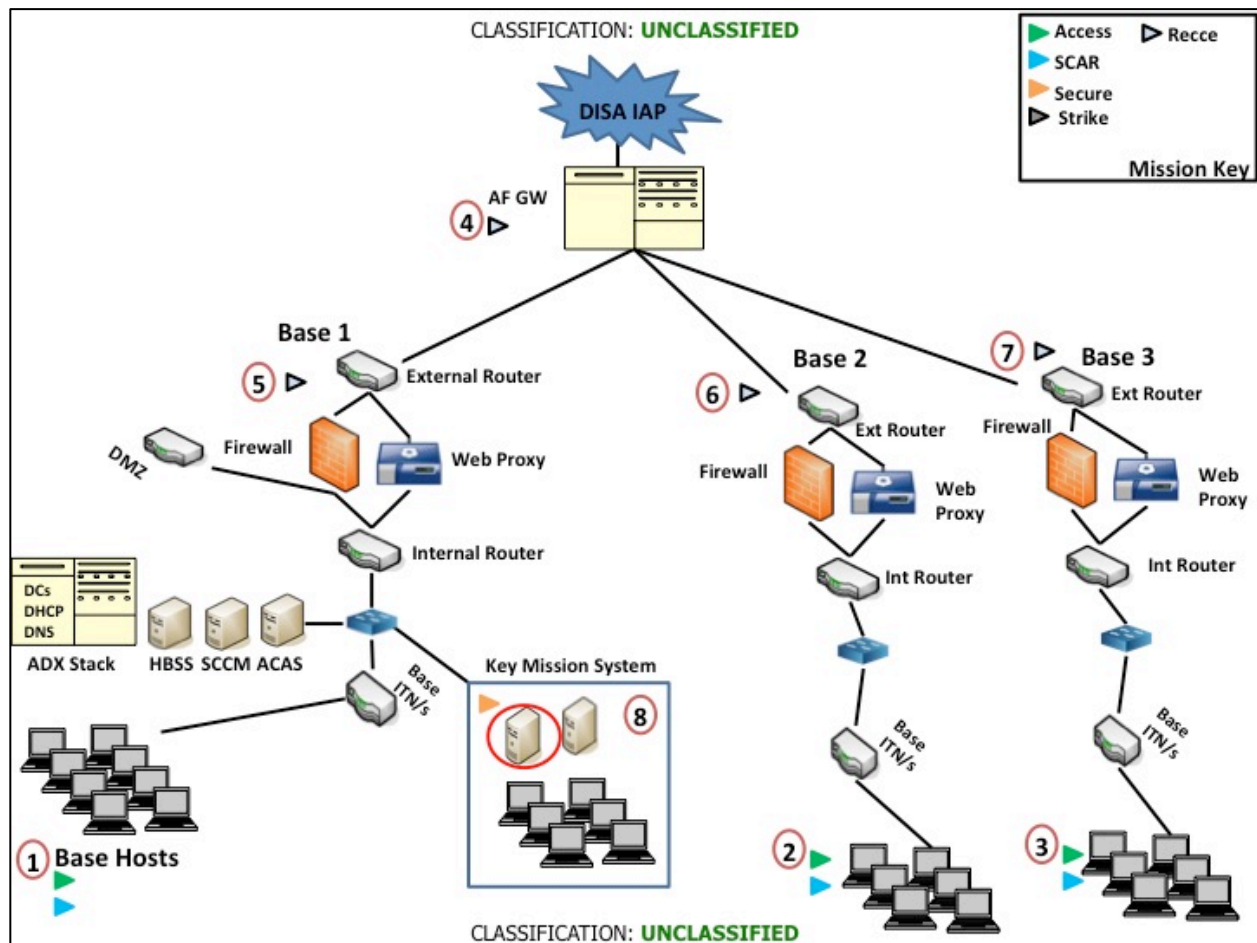 CLASSIFICATION: UNCLASSIFIED
Access
Recce
SCAR
Secure
Strike
Mission Key
DISA IAP
AF GW
4
Base 1
5
External Router
Firewall
Web Proxy
DMZ
Internal Router
DCs
DHCP
DNS
ADX Stack
HBSS
SCCM
ACAS
Base
ITN/s
1
Base Hosts
Key Mission System
8
Base 2
6
Ext Router
Firewall
Web
Proxy
Int Router
Base
ITN/s
2
7
Base 3
Ext Router
Firewall
Web
Proxy
Int Router
Base
ITN/s
3
CLASSIFICATION: UNCLASSIFIED